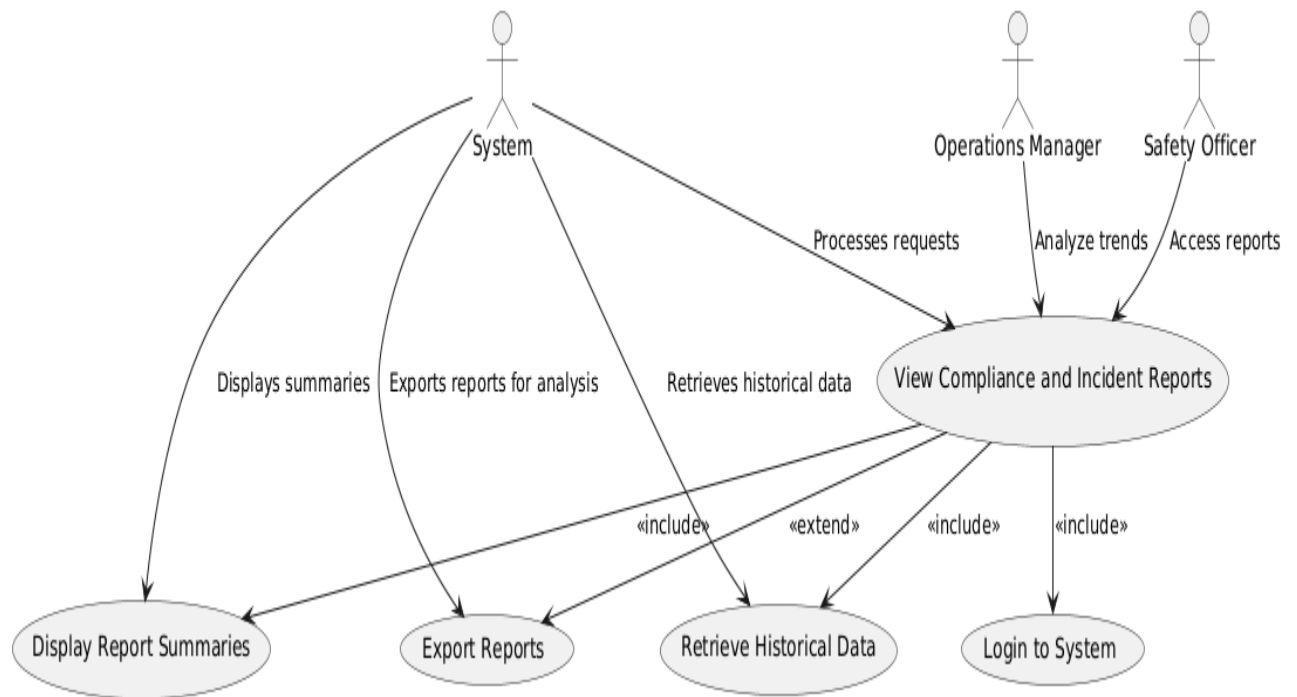 System
Operations Manager
Safety Officer
Processes requests
Analyze trends
Access reports
Displays summaries
Exports reports for analysis
Retrieves historical data
View Compliance and Incident Reports
«include»
«extend»
«include»
«include»
Display Report Summaries
Export Reports
Retrieve Historical Data
Login to System